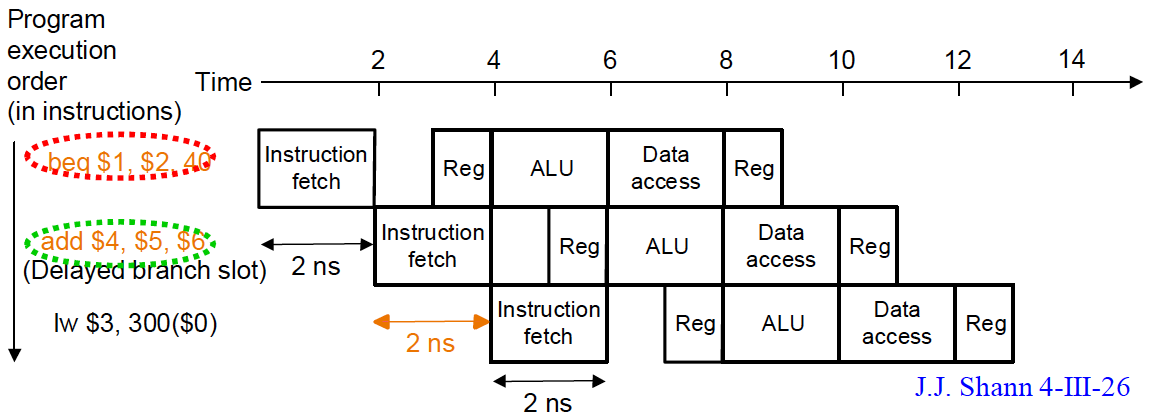 Program
execution
order
(in instructions)
Time
2 4 6 8 10 12 14
beq $1, $2, 40
Instruction
fetch
Reg
ALU
Data
access
Reg
add $4, $5, $6
(Delayed branch slot)
2 ns
Instruction
fetch
Reg
ALU
Data
access
Reg
lw $3, 300($0)
2 ns
Instruction
fetch
Reg
ALU
Data
access
Reg
2 ns
J.J. Shann 4-III-26